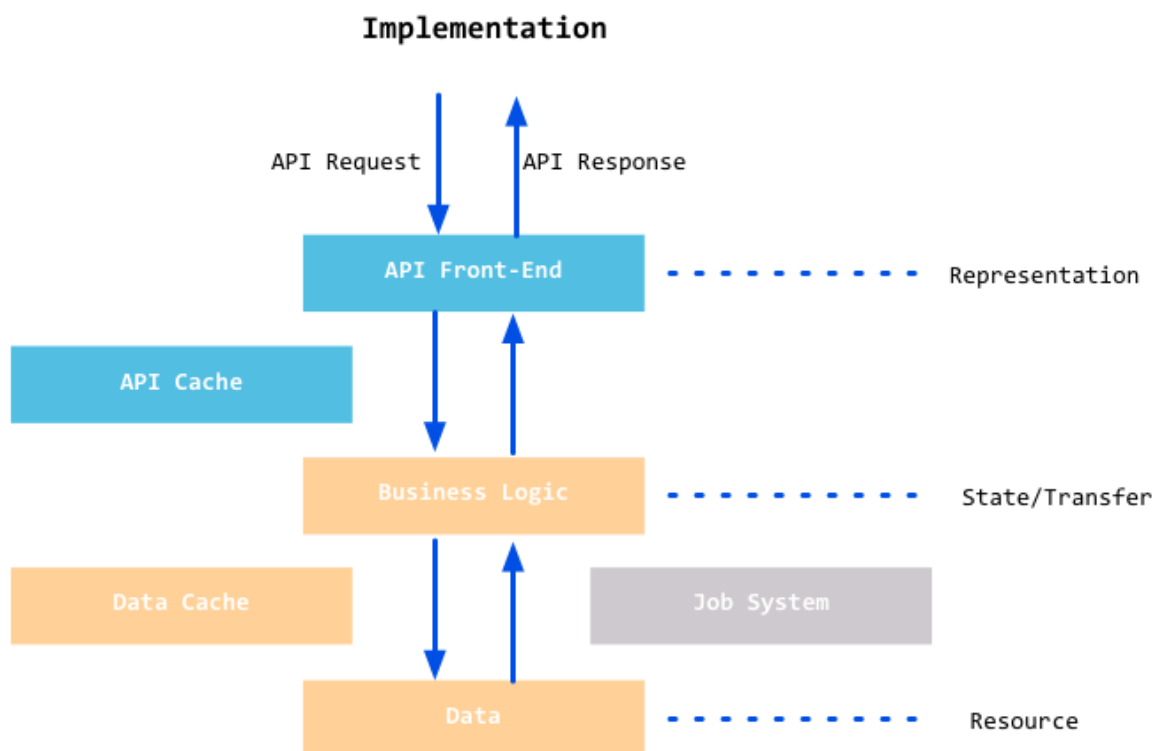 Implementation
API Request
API Response
API Front-End
Representation
API Cache
Business Logic
State/Transfer
Data Cache
Job System
Data
Resource